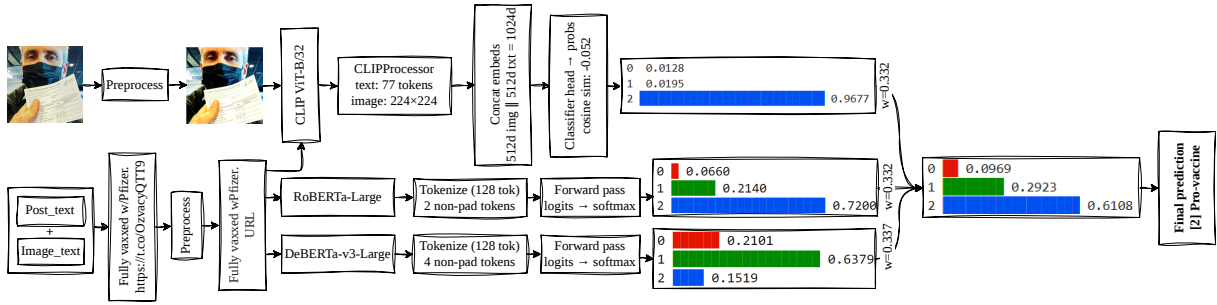 Preprocess
CLIP ViT-B/32
CLIPProcessor
text: 77 tokens
image: 224×224
Concat embeds
512d img ∥ 512d txt = 1024d
Classifier head → probs
cosine sim: -0.052
0 0.0128
1 0.0195
2 0.9677
w=0.332
Post_text
+
Image_text
Fully vaxxed w/Pfizer.
https://t.co/OzvacyQTT9
Preprocess
Fully vaxxed wPfizer.
URL
RoBERTa-Large
Tokenize (128 tok)
2 non-pad tokens
Forward pass
logits → softmax
0 0.0660
1 0.2140
2 0.7200
w=0.332
DeBERTa-v3-Large
Tokenize (128 tok)
4 non-pad tokens
Forward pass
logits → softmax
0 0.2101
1 0.6379
2 0.1519
w=0.337
0 0.0969
1 0.2923
2 0.6108
Final prediction
[2] Pro-vaccine